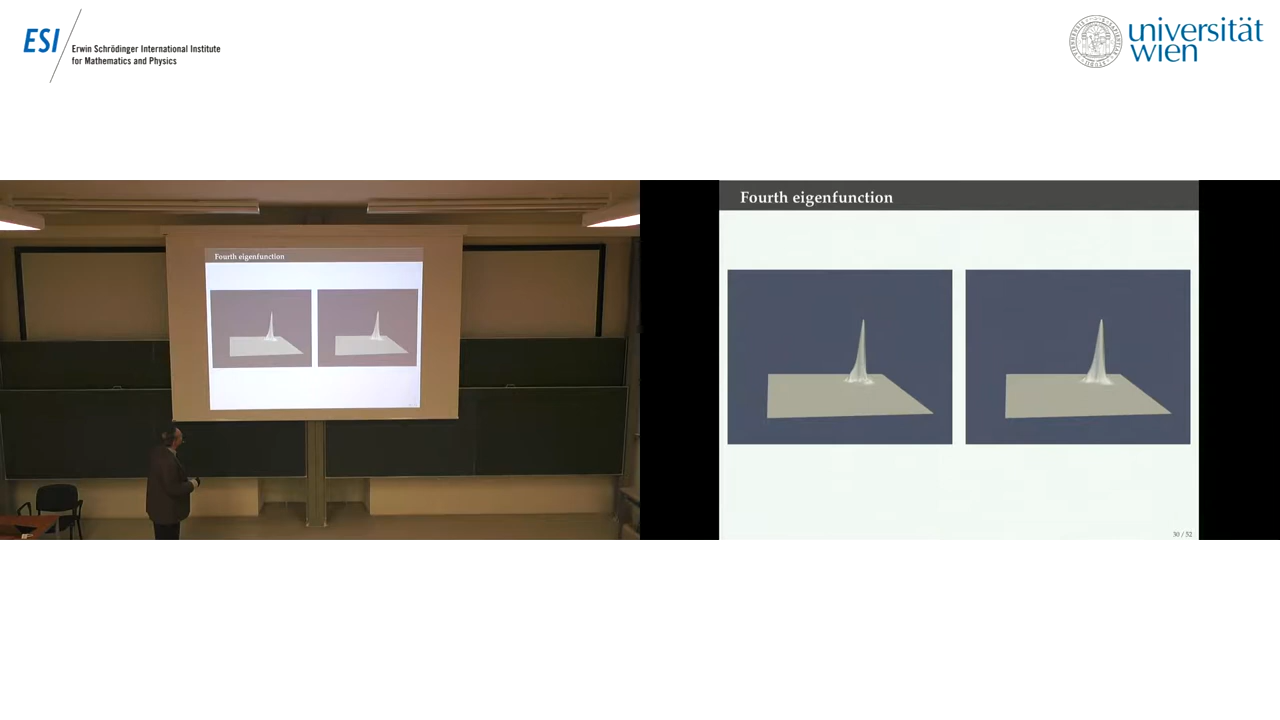 ESI
Erwin Schrödinger International Institute
for Mathematics and Physics
universität
wien
Fourth eigenfunction
Fourth eigenfunction
30 / 52